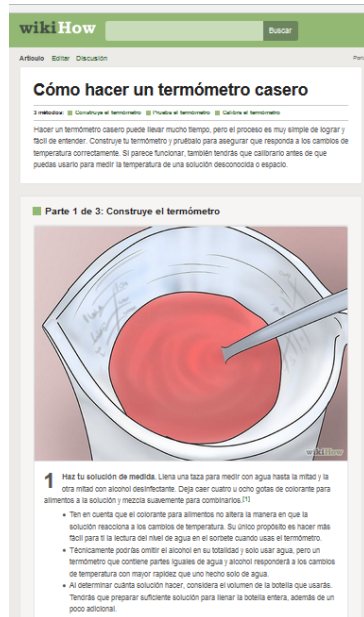 wikiHow
Buscar
Artículo Editar Discusión
Cómo hacer un termómetro casero
3 métodos: Construye el termómetro Prueba el termómetro Calibra el termómetro
Hacer un termómetro casero puede llevar mucho tiempo, pero el proceso es muy simple de lograr y
fácil de entender. Construye tu termómetro y pruébalo para asegurar que responda a los cambios de
temperatura correctamente. Si parece funcionar, también tendrás que calibrarlo antes de que
puedas usarlo para medir la temperatura de una solución desconocida o espacio.
Parte 1 de 3: Construye el termómetro
wikiHow
1 Haz tu solución de medida. Llena una taza para medir con agua hasta la mitad y la
otra mitad con alcohol desinfectante. Deja caer cuatro u ocho gotas de colorante para
alimentos a la solución y mezcla suavemente para combinarlos.[1]
Ten en cuenta que el colorante para alimentos no altera la manera en que la
solución reacciona a los cambios de temperatura. Su único propósito es hacer más
fácil para ti la lectura del nivel de agua en el sorbete cuando usas el termómetro.
Técnicamente podrías omitir el alcohol en su totalidad y solo usar agua, pero un
termómetro que contiene partes iguales de agua y alcohol responderá a los cambios
de temperatura con mayor rapidez que uno hecho solo de agua.
Al determinar cuánta solución hacer, considera el volumen de la botella que usarás.
Tendrás que preparar suficiente solución para llenar la botella entera, además de un
poco adicional.